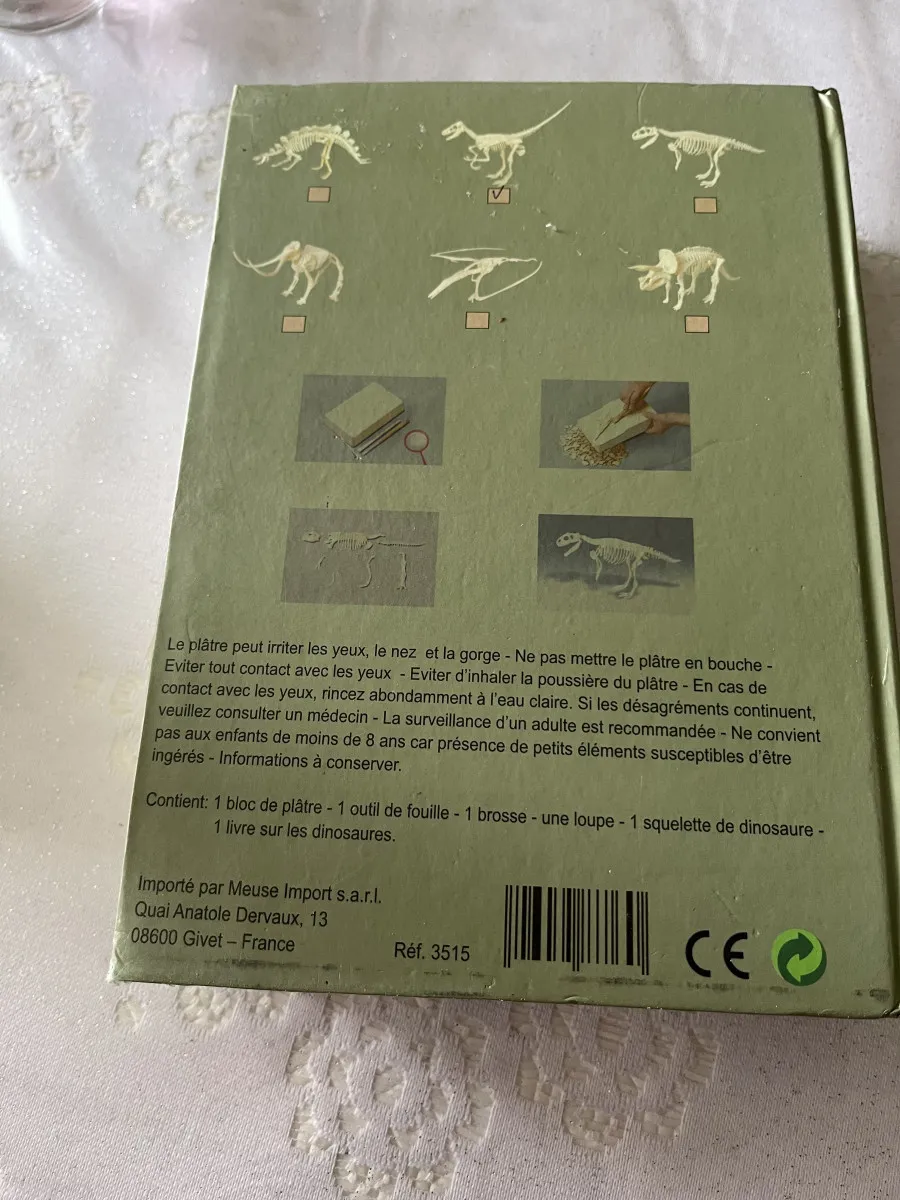 Le plâtre peut irriter les yeux, le nez et la gorge - Ne pas mettre le plâtre en bouche -
Eviter tout contact avec les yeux - Eviter d'inhaler la poussière du plâtre - En cas de
contact avec les yeux, rincez abondamment à l'eau claire. Si les désagréments continuent,
veuillez consulter un médecin - La surveillance d'un adulte est recommandée - Ne convient
pas aux enfants de moins de 8 ans car présence de petits éléments susceptibles d'être
ingérés - Informations à conserver.
Contient: 1 bloc de plâtre - 1 outil de fouille - 1 brosse - une loupe - 1 squelette de dinosaure -
1 livre sur les dinosaures.
Importé par Meuse Import s.a.r.l.
Quai Anatole Dervaux, 13
08600 Givet – France
Réf. 3515
CE